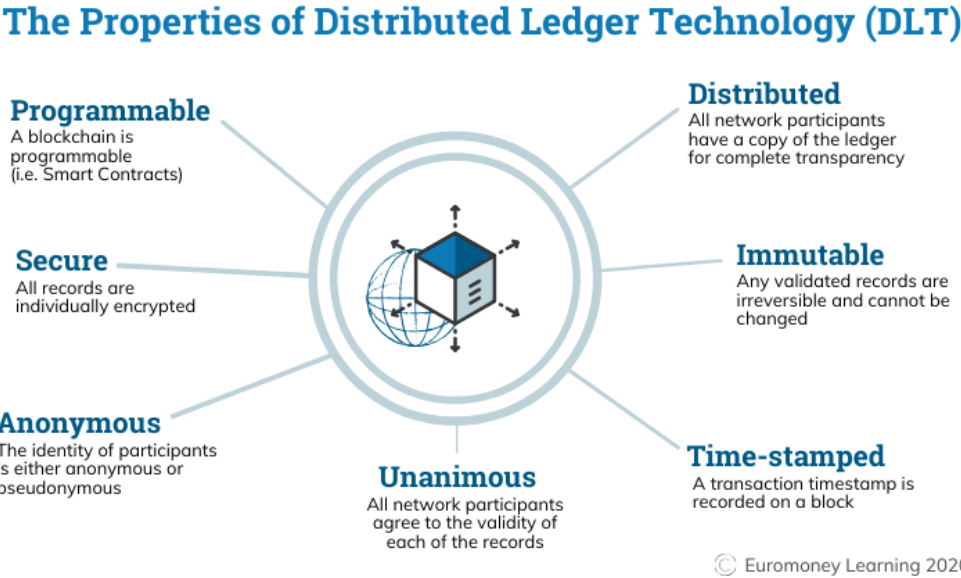 The Properties of Distributed Ledger Technology (DLT)
Programmable
A blockchain is
programmable
(i.e. Smart Contracts)
Secure
All records are
individually encrypted
Anonymous
The identity of participants
is either anonymous or
pseudonymous
Unanimous
All network participants
agree to the validity of
each of the records
Distributed
All network participants
have a copy of the ledger
for complete transparency
Immutable
Any validated records are
irreversible and cannot be
changed
Time-stamped
A transaction timestamp is
recorded on a block
© Euromoney Learning 2020